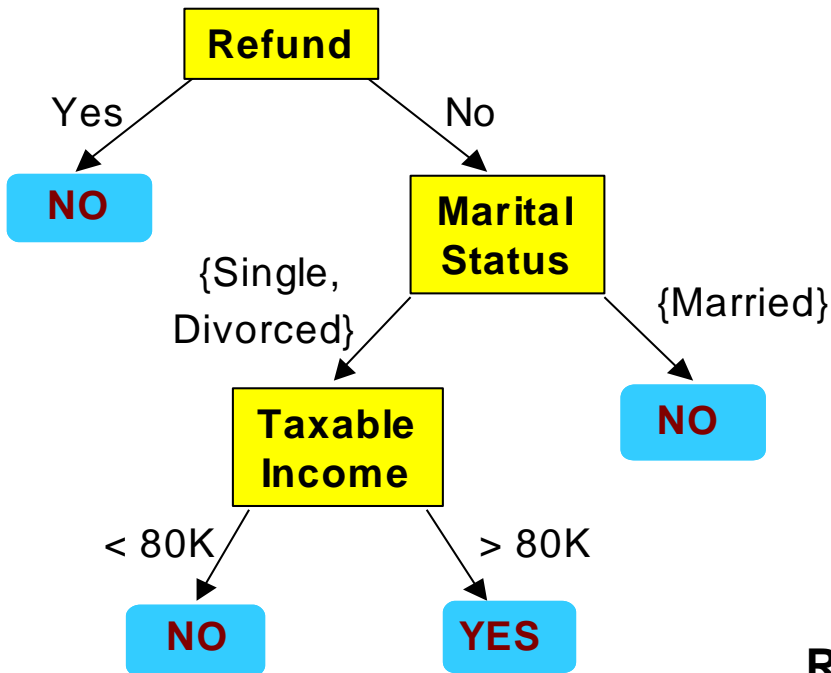 Refund
Yes
No
NO
Marital
Status
{Single,
Divorced}
{Married}
Taxable
Income
NO
< 80K
> 80K
NO
YES